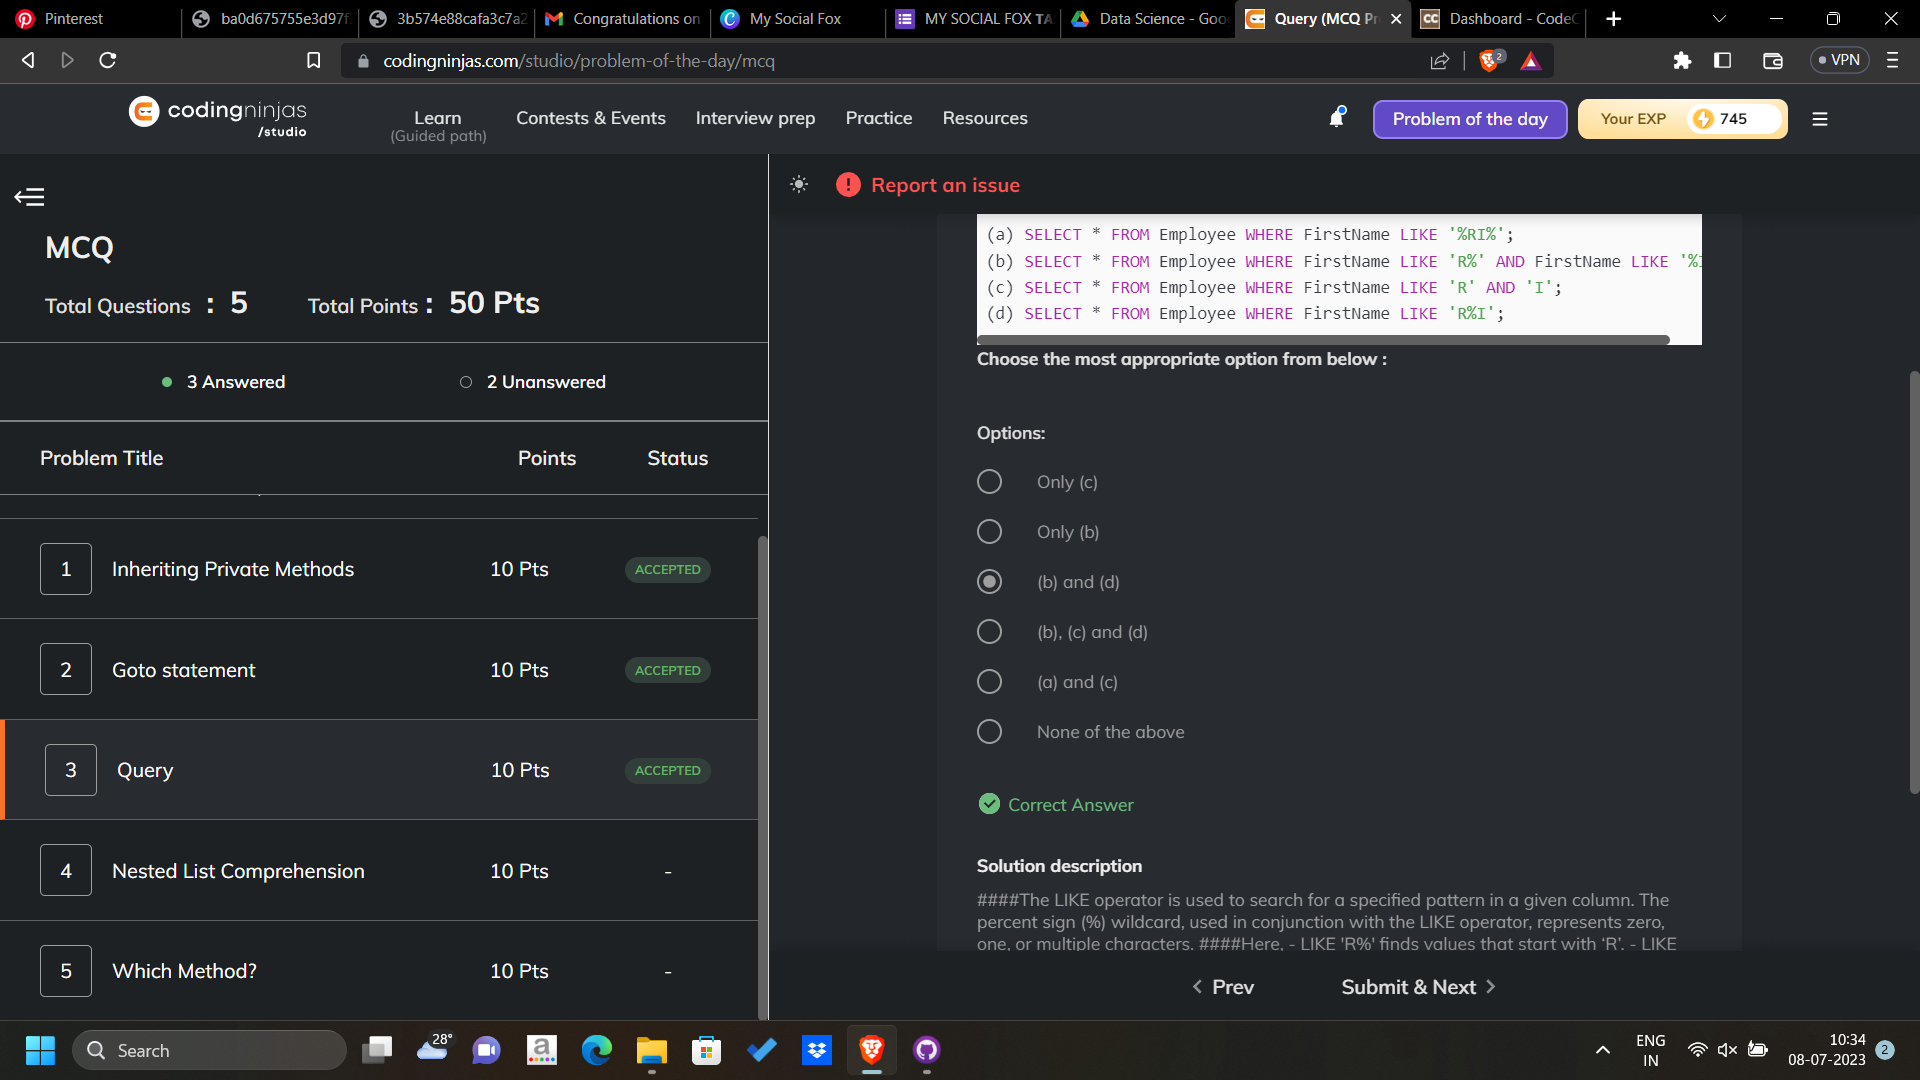 Pinterest
ba0d675755e3d97f
3b574e88cafa3c7a2
Congratulations on
My Social Fox
MY SOCIAL FOX TA
Data Science - Goo
Query (MCQ Pr
CC
Dashboard - CodeC
codingninjas.com/studio/problem-of-the-day/mcq
2
VPN
codingninjas
/studio
Learn
(Guided path)
Contests & Events
Interview prep
Practice
Resources
Problem of the day
Your EXP
745
MCQ
Total Questions : 5
Total Points : 50 Pts
3 Answered
2 Unanswered
Problem Title
Points
Status
1
Inheriting Private Methods
10 Pts
ACCEPTED
2
Goto statement
10 Pts
ACCEPTED
3
Query
10 Pts
ACCEPTED
4
Nested List Comprehension
10 Pts
-
5
Which Method?
10 Pts
-
Report an issue
(a) SELECT * FROM Employee WHERE FirstName LIKE '%RI%';
(b) SELECT * FROM Employee WHERE FirstName LIKE 'R%' AND FirstName LIKE '%I
(c) SELECT * FROM Employee WHERE FirstName LIKE 'R' AND 'I';
(d) SELECT * FROM Employee WHERE FirstName LIKE 'R%I';
Choose the most appropriate option from below :
Options:
Only (c)
Only (b)
(b) and (d)
(b), (c) and (d)
(a) and (c)
None of the above
Correct Answer
Solution description
####The LIKE operator is used to search for a specified pattern in a given column. The
percent sign (%) wildcard, used in conjunction with the LIKE operator, represents zero,
one, or multiple characters. ####Here, - LIKE 'R%' finds values that start with ‘R’. - LIKE
Prev
Submit & Next
Search
28°
a
ENG
IN
10:34
08-07-2023
2